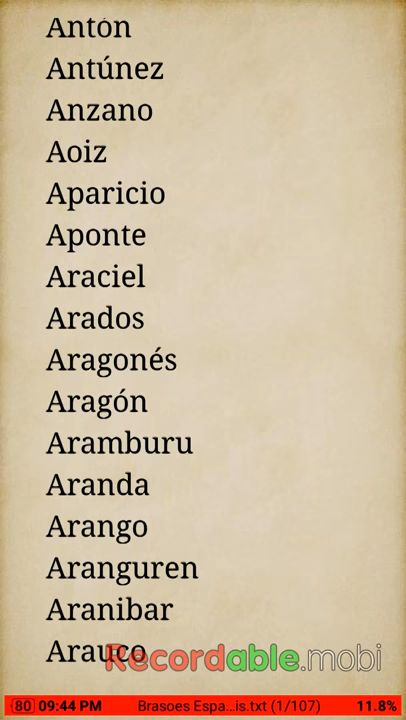 Antón
Antúnez
Anzano
Aoiz
Aparicio
Aponte
Araciel
Arados
Aragonés
Aragón
Aramburu
Aranda
Arango
Aranguren
Aranibar
Arauco
Recordable.mobi
80 09:44 PM Brasoes Espa...is.txt (1/107) 11.8%